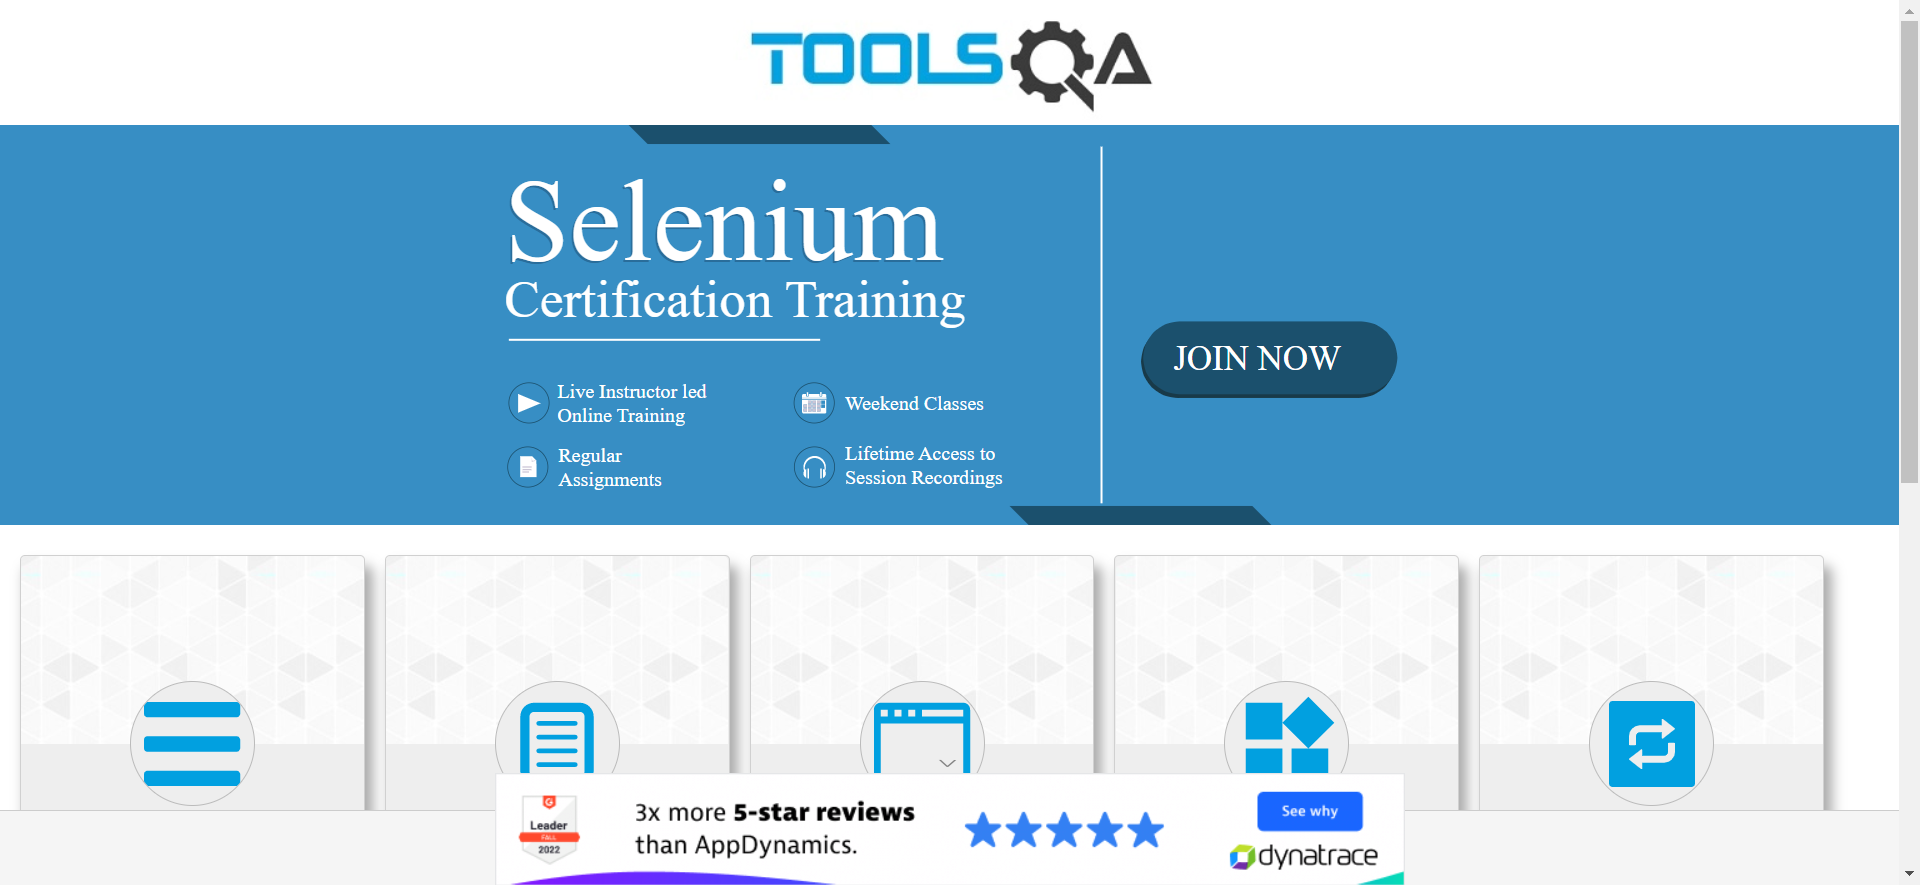 TOOLSQA
Selenium
Certification Training
JOIN NOW
Live Instructor led
Online Training
Weekend Classes
Regular
Assignments
Lifetime Access to
Session Recordings
G
Leader
FALL
2022
3x more 5-star reviews
than AppDynamics.
See why
dynatrace